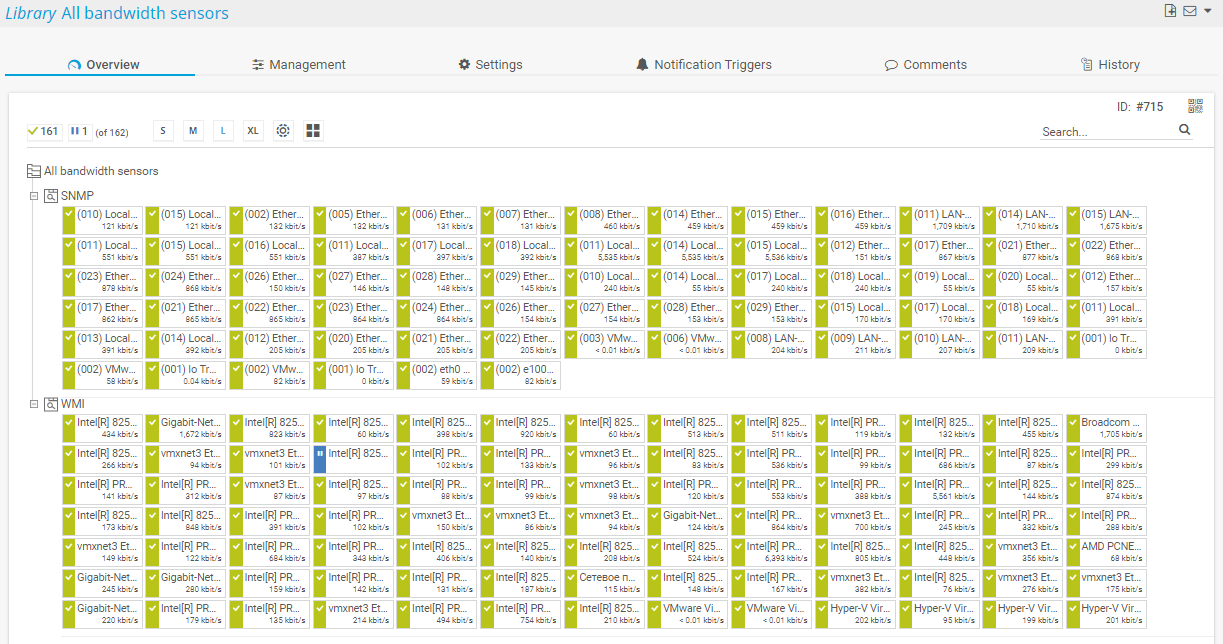 Library All bandwidth sensors
Overview Management Settings Notification Triggers Comments History
ID: #715
161 1 (of 162) S M L XL Search...
All bandwidth sensors
SNMP
(010) Local... (015) Local... (002) Ether... (005) Ether... (006) Ether... (007) Ether... (008) Ether... (014) Ether... (015) Ether... (016) Ether... (011) LAN-... (014) LAN-... (015) LAN-...
121 kbit/s 121 kbit/s 132 kbit/s 132 kbit/s 131 kbit/s 131 kbit/s 460 kbit/s 459 kbit/s 459 kbit/s 459 kbit/s 1,709 kbit/s 1,710 kbit/s 1,675 kbit/s
(011) Local... (015) Local... (016) Local... (011) Local... (017) Local... (018) Local... (011) Local... (014) Local... (015) Local... (012) Ether... (017) Ether... (021) Ether... (022) Ether...
551 kbit/s 551 kbit/s 551 kbit/s 387 kbit/s 397 kbit/s 392 kbit/s 5,535 kbit/s 5,535 kbit/s 5,536 kbit/s 151 kbit/s 867 kbit/s 877 kbit/s 868 kbit/s
(023) Ether... (024) Ether... (026) Ether... (027) Ether... (028) Ether... (029) Ether... (010) Local... (014) Local... (017) Local... (018) Local... (019) Local... (020) Local... (012) Ether...
878 kbit/s 868 kbit/s 150 kbit/s 146 kbit/s 148 kbit/s 145 kbit/s 240 kbit/s 55 kbit/s 240 kbit/s 240 kbit/s 55 kbit/s 55 kbit/s 157 kbit/s
(017) Ether... (021) Ether... (022) Ether... (023) Ether... (024) Ether... (026) Ether... (027) Ether... (028) Ether... (029) Ether... (015) Local... (017) Local... (018) Local... (011) Local...
862 kbit/s 865 kbit/s 865 kbit/s 864 kbit/s 864 kbit/s 154 kbit/s 154 kbit/s 153 kbit/s 153 kbit/s 170 kbit/s 170 kbit/s 169 kbit/s 391 kbit/s
(013) Local... (014) Local... (012) Ether... (020) Ether... (021) Ether... (022) Ether... (003) VMw... (006) VMw... (008) LAN-... (009) LAN-... (010) LAN-... (011) LAN-... (001) lo Tr...
391 kbit/s 392 kbit/s 205 kbit/s 205 kbit/s 205 kbit/s 205 kbit/s < 0.01 kbit/s < 0.01 kbit/s 204 kbit/s 211 kbit/s 207 kbit/s 209 kbit/s 0 kbit/s
(002) VMw... (001) lo Tr... (002) VMw... (001) lo Tr... (002) eth0 ... (002) e100...
58 kbit/s 0.04 kbit/s 82 kbit/s 0 kbit/s 59 kbit/s 82 kbit/s
WMI
Intel[R] 825... Gigabit-Net... Intel[R] 825... Intel[R] 825... Intel[R] 825... Intel[R] 825... Intel[R] 825... Intel[R] 825... Intel[R] 825... Intel[R] PR... Intel[R] 825... Intel[R] 825... Broadcom ...
434 kbit/s 1,672 kbit/s 823 kbit/s 60 kbit/s 398 kbit/s 920 kbit/s 60 kbit/s 513 kbit/s 511 kbit/s 119 kbit/s 132 kbit/s 455 kbit/s 1,705 kbit/s
Intel[R] 825... vmxnet3 Et... vmxnet3 Et... Intel[R] 825... Intel[R] PR... Intel[R] PR... vmxnet3 Et... Intel[R] 825... Intel[R] PR... Intel[R] PR... Intel[R] PR... Intel[R] 825... Intel[R] PR...
266 kbit/s 94 kbit/s 101 kbit/s 102 kbit/s 133 kbit/s 96 kbit/s 83 kbit/s 536 kbit/s 99 kbit/s 686 kbit/s 87 kbit/s 299 kbit/s
Intel[R] PR... Intel[R] PR... vmxnet3 Et... Intel[R] 825... Intel[R] PR... Intel[R] PR... vmxnet3 Et... Intel[R] PR... Intel[R] PR... Intel[R] PR... Intel[R] PR... Intel[R] 825... Intel[R] 825...
141 kbit/s 312 kbit/s 87 kbit/s 97 kbit/s 88 kbit/s 99 kbit/s 98 kbit/s 120 kbit/s 553 kbit/s 388 kbit/s 5,561 kbit/s 144 kbit/s 874 kbit/s
Intel[R] 825... Intel[R] 825... Intel[R] PR... Intel[R] PR... vmxnet3 Et... vmxnet3 Et... vmxnet3 Et... Gigabit-Net... Intel[R] PR... vmxnet3 Et... Intel[R] PR... Intel[R] PR... Intel[R] PR...
173 kbit/s 848 kbit/s 391 kbit/s 102 kbit/s 150 kbit/s 86 kbit/s 94 kbit/s 124 kbit/s 864 kbit/s 700 kbit/s 245 kbit/s 332 kbit/s 288 kbit/s
vmxnet3 Et... Intel[R] PR... Intel[R] PR... Intel[R] PR... Intel[R] 825... Intel[R] 825... Intel[R] 825... Intel[R] 825... Intel[R] PR... Intel[R] 825... Intel[R] 825... vmxnet3 Et... AMD PCNE...
149 kbit/s 122 kbit/s 684 kbit/s 343 kbit/s 406 kbit/s 140 kbit/s 208 kbit/s 524 kbit/s 6,393 kbit/s 805 kbit/s 448 kbit/s 356 kbit/s 68 kbit/s
Gigabit-Net... Gigabit-Net... Intel[R] PR... Intel[R] PR... Intel[R] PR... Intel[R] 825... Сетевое п... Intel[R] 825... Intel[R] PR... vmxnet3 Et... Intel[R] 825... vmxnet3 Et... vmxnet3 Et...
245 kbit/s 280 kbit/s 159 kbit/s 142 kbit/s 131 kbit/s 187 kbit/s 115 kbit/s 148 kbit/s 167 kbit/s 382 kbit/s 76 kbit/s 276 kbit/s 175 kbit/s
Gigabit-Net... Intel[R] PR... Intel[R] PR... vmxnet3 Et... Intel[R] PR... Intel[R] PR... Intel[R] 825... VMware Vi... VMware Vi... Hyper-V Vir... Hyper-V Vir... Hyper-V Vir... Hyper-V Vir...
220 kbit/s 179 kbit/s 135 kbit/s 214 kbit/s 494 kbit/s 754 kbit/s 210 kbit/s < 0.01 kbit/s < 0.01 kbit/s 202 kbit/s 95 kbit/s 199 kbit/s 201 kbit/s